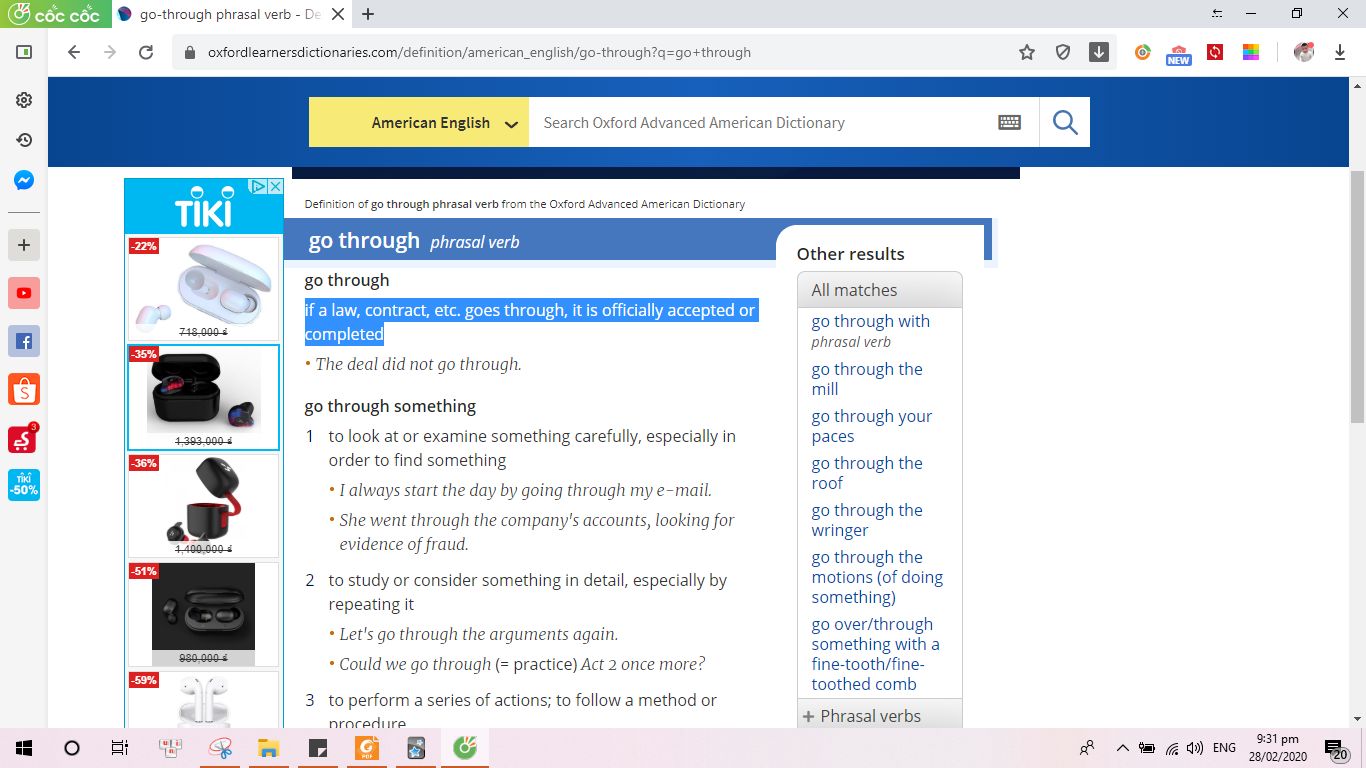 cốc cốc
go-through phrasal verb - De
oxfordlearnersdictionaries.com/definition/american_english/go-through?q=go+through
NEW
American English
Search Oxford Advanced American Dictionary
TIKI
Definition of go through phrasal verb from the Oxford Advanced American Dictionary
go through phrasal verb
go through
if a law, contract, etc. goes through, it is officially accepted or
completed
• The deal did not go through.
go through something
1 to look at or examine something carefully, especially in
order to find something
• I always start the day by going through my e-mail.
• She went through the company's accounts, looking for
evidence of fraud.
2 to study or consider something in detail, especially by
repeating it
• Let's go through the arguments again.
• Could we go through (= practice) Act 2 once more?
3 to perform a series of actions; to follow a method or
procedure
Other results
All matches
go through with
phrasal verb
go through the
mill
go through your
paces
go through the
roof
go through the
wringer
go through the
motions (of doing
something)
go over/through
something with a
fine-tooth/fine-
toothed comb
+ Phrasal verbs
-22%
718,000 ₫
-35%
1,393,000 ₫
-36%
1,400,000 ₫
-51%
980,000 ₫
-59%
3
TIKI
-50%
PDF
ENG
9:31 pm
28/02/2020
20